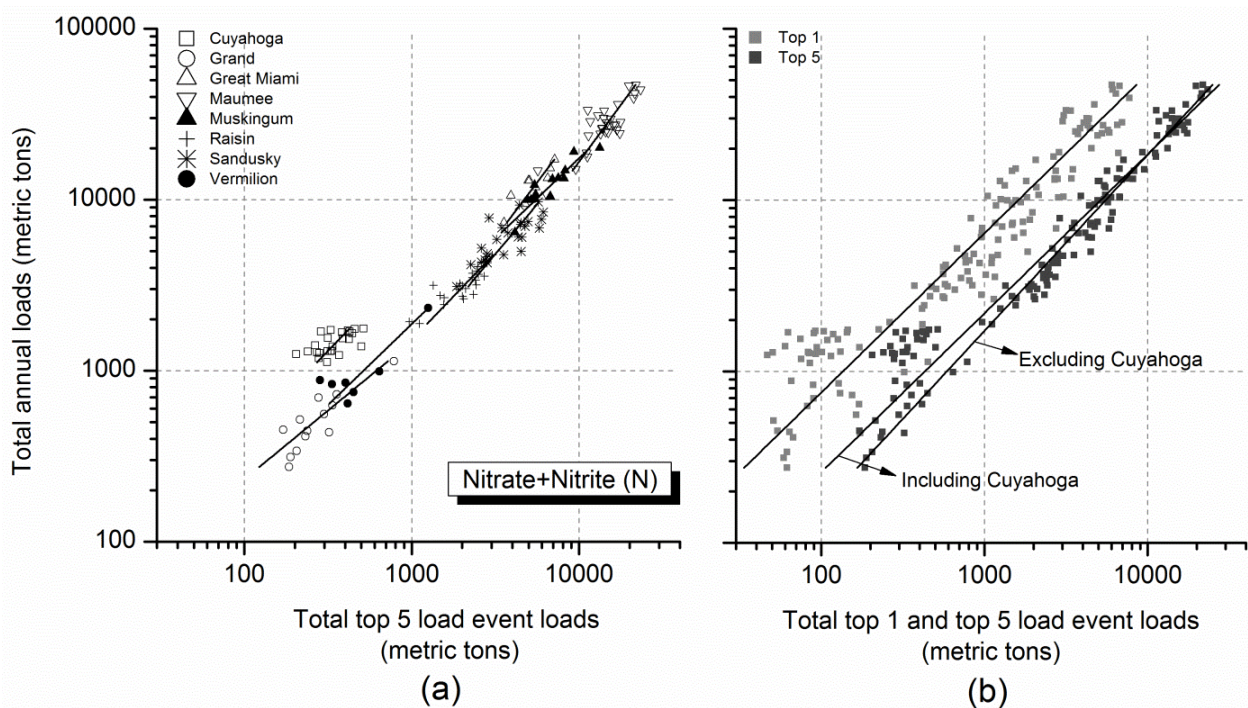 Total annual loads (metric tons)
100000
10000
1000
100
Cuyahoga
Grand
Great Miami
Maumee
Muskingum
Raisin
Sandusky
Vermilion
Nitrate+Nitrite (N)
100
1000
10000
Total top 5 load event loads
(metric tons)
(a)
Top 1
Top 5
Excluding Cuyahoga
Including Cuyahoga
100
1000
10000
Total top 1 and top 5 load event loads
(metric tons)
(b)